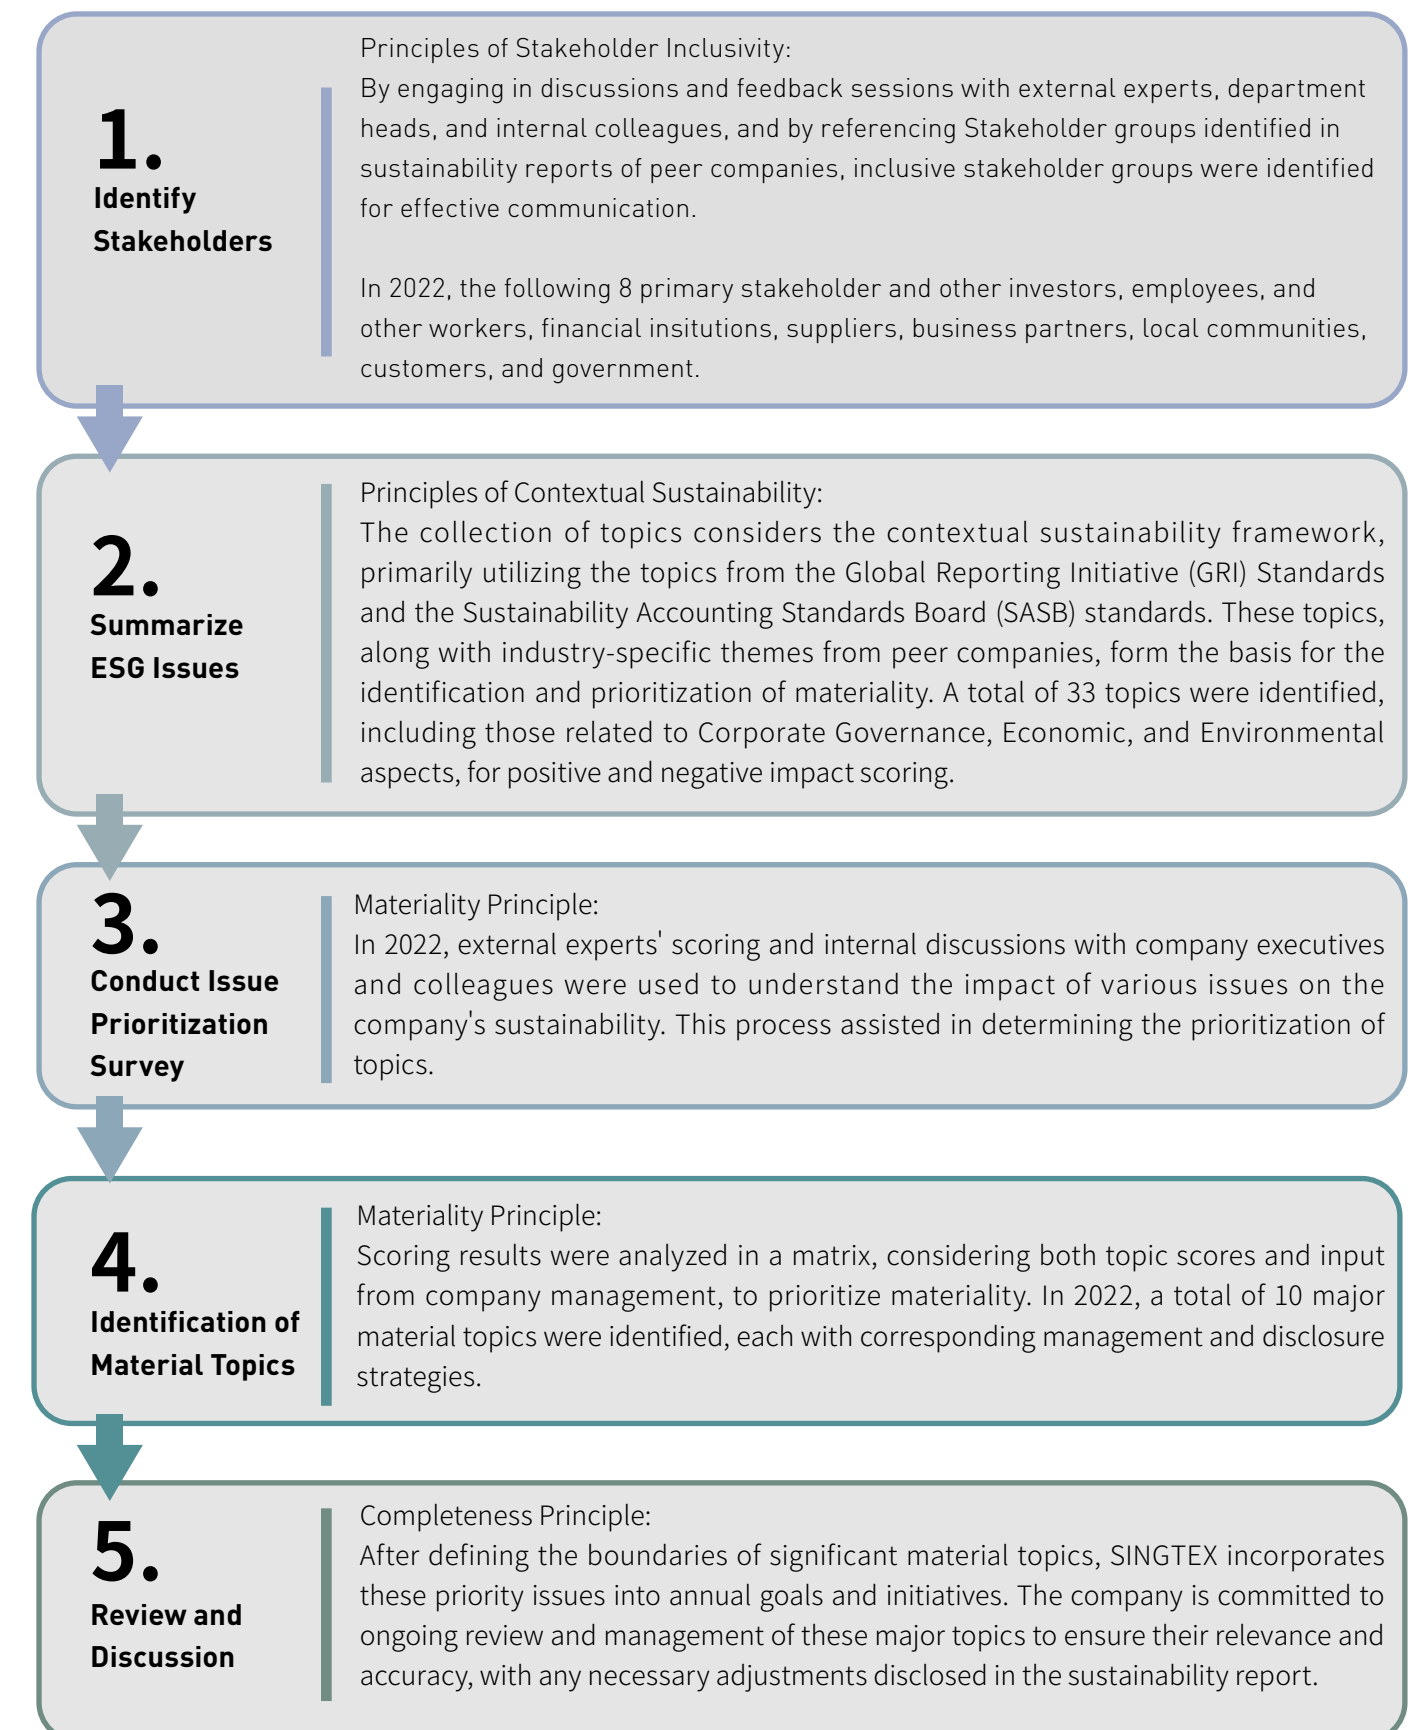 1.
Identify
Stakeholders
Principles of Stakeholder Inclusivity:
By engaging in discussions and feedback sessions with external experts, department
heads, and internal colleagues, and by referencing Stakeholder groups identified in
sustainability reports of peer companies, inclusive stakeholder groups were identified
for effective communication.
In 2022, the following 8 primary stakeholder and other investors, employees, and
other workers, financial insitutions, suppliers, business partners, local communities,
customers, and government.
2.
Summarize
ESG Issues
Principles of Contextual Sustainability:
The collection of topics considers the contextual sustainability framework,
primarily utilizing the topics from the Global Reporting Initiative (GRI) Standards
and the Sustainability Accounting Standards Board (SASB) standards. These topics,
along with industry-specific themes from peer companies, form the basis for the
identification and prioritization of materiality. A total of 33 topics were identified,
including those related to Corporate Governance, Economic, and Environmental
aspects, for positive and negative impact scoring.
3.
Conduct Issue
Prioritization
Survey
Materiality Principle:
In 2022, external experts' scoring and internal discussions with company executives
and colleagues were used to understand the impact of various issues on the
company's sustainability. This process assisted in determining the prioritization of
topics.
4.
Identification of
Material Topics
Materiality Principle:
Scoring results were analyzed in a matrix, considering both topic scores and input
from company management, to prioritize materiality. In 2022, a total of 10 major
material topics were identified, each with corresponding management and disclosure
strategies.
5.
Review and
Discussion
Completeness Principle:
After defining the boundaries of significant material topics, SINGTEX incorporates
these priority issues into annual goals and initiatives. The company is committed to
ongoing review and management of these major topics to ensure their relevance and
accuracy, with any necessary adjustments disclosed in the sustainability report.